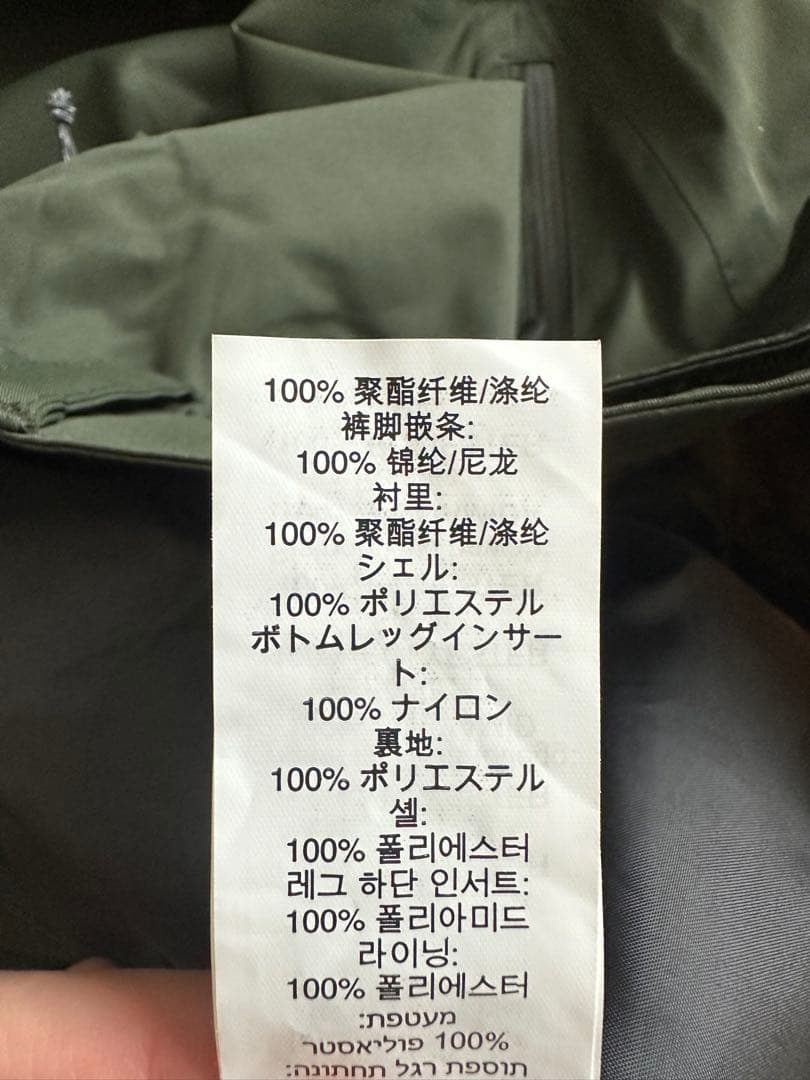 100% 聚酯纤维/涤纶
裤脚嵌条:
100% 锦纶/尼龙
衬里:
100% 聚酯纤维/涤纶
シェル:
100% ポリエステル
ボトムレッグインサー
ト:
100% ナイロン
裏地:
100% ポリエステル
셸:
100% 폴리에스터
레그 하단 인서트:
100% 폴리아미드
라이닝:
100% 폴리에스터
מעטפת:
100% פוליאסטר
תוספת רגל תחתונה: